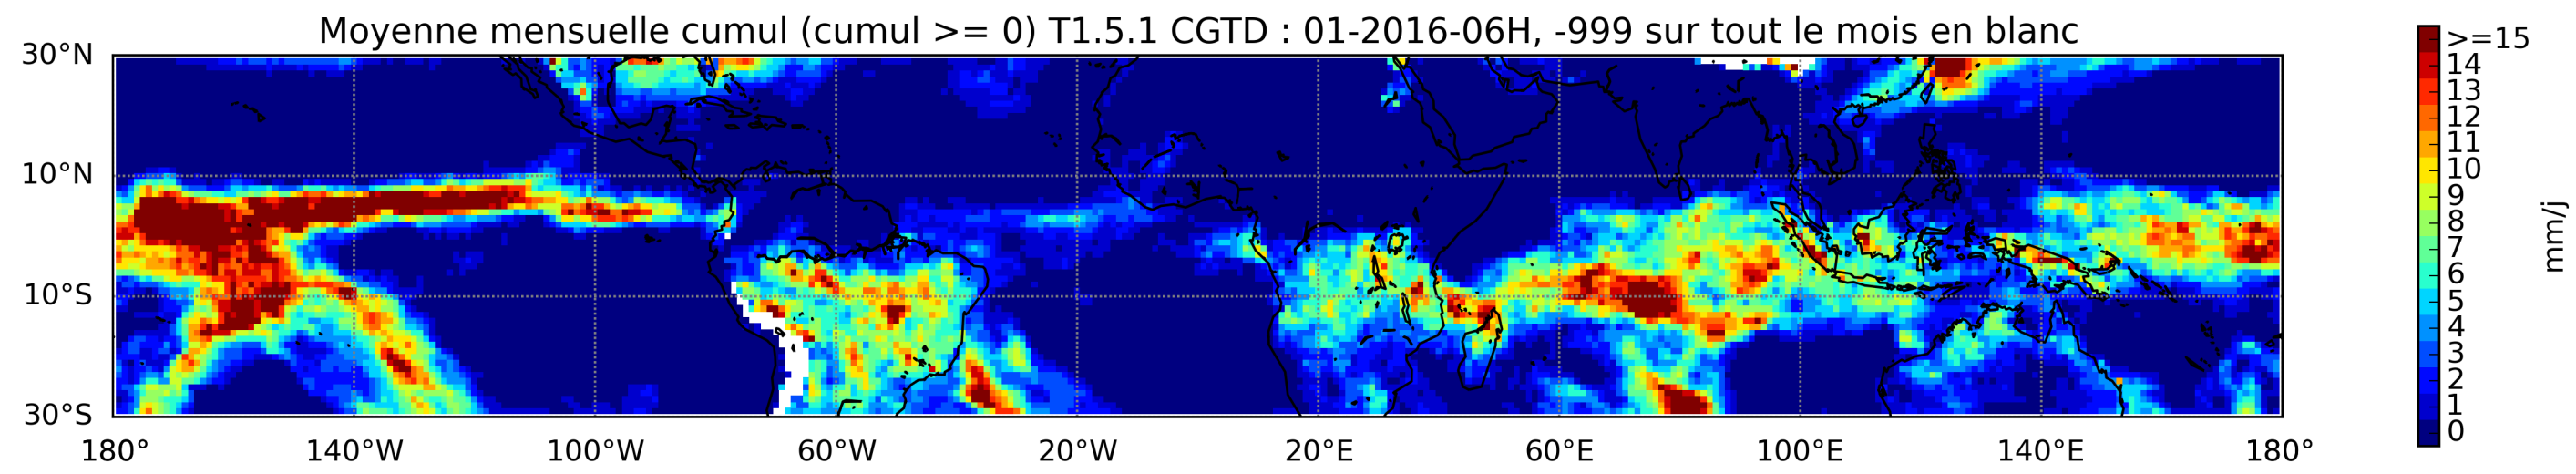 Moyenne mensuelle cumul (cumul >= 0) T1.5.1 CGTD : 01-2016-06H, -999 sur tout le mois en blanc
30°N
10°N
10°S
30°S
180°
140°W
100°W
60°W
20°W
20°E
60°E
100°E
140°E
180°
>=15
14
13
12
11
10
9
8
7
6
5
4
3
2
1
0
mm/j